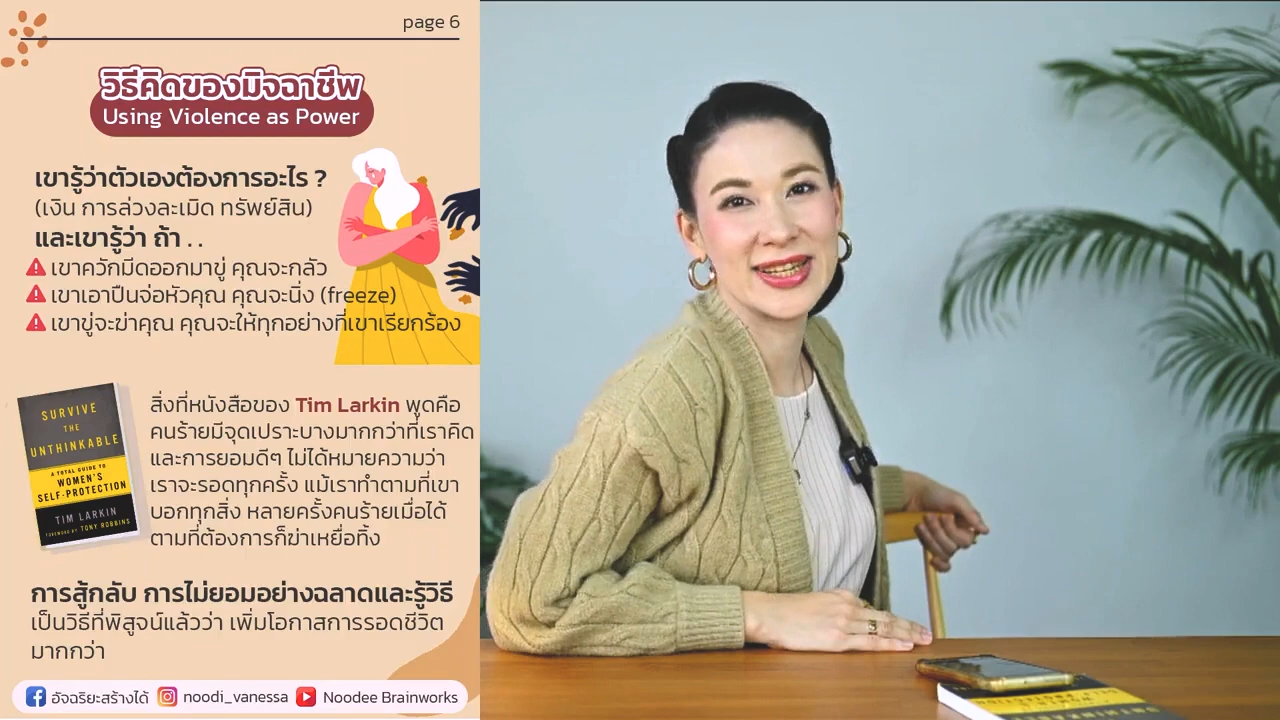 page 6
วิธีคิดของมิจฉาชีพ
Using Violence as Power
เขารู้ว่าตัวเองต้องการอะไร ?
(เงิน การล่วงละเมิด ทรัพย์สิน)
และเขารู้ว่า ถ้า . .
เขาควักมีดออกมาขู่ คุณจะกลัว
เขาเอาปืนจ่อหัวคุณ คุณจะนิ่ง (freeze)
เขาขู่จะฆ่าคุณ คุณจะให้ทุกอย่างที่เขาเรียกร้อง
SURVIVE
THE
UNTHINKABLE
A TOTAL GUIDE TO
WOMEN'S
SELF-PROTECTION
TIM LARKIN
FOREWORD BY TONY ROBBINS
สิ่งที่หนังสือของ Tim Larkin พูดคือ
คนร้ายมีจุดเปราะบางมากกว่าที่เราคิด
และการยอมดีๆ ไม่ได้หมายความว่า
เราจะรอดทุกครั้ง แม้เราทำตามที่เขา
บอกทุกสิ่ง หลายครั้งคนร้ายเมื่อได้
ตามที่ต้องการก็ฆ่าเหยื่อทิ้ง
การสู้กลับ การไม่ยอมอย่างฉลาดและรู้วิธี
เป็นวิธีที่พิสูจน์แล้วว่า เพิ่มโอกาสการรอดชีวิต
มากกว่า
อัจฉริยะสร้างได้ noodi_vanessa Noodee Brainworks